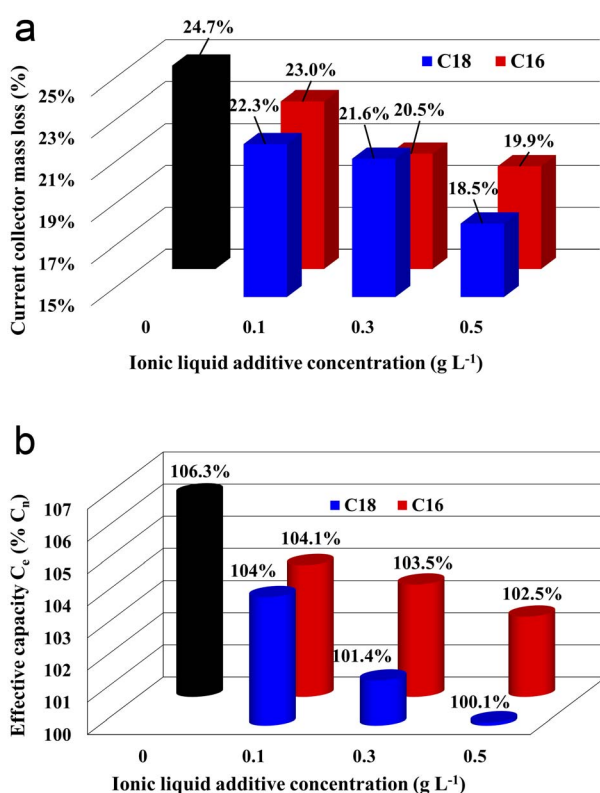 a
24.7%
C18 C16
23.0%
22.3%
21.6%
20.5%
19.9%
18.5%
Current collector mass loss (%)
25%
23%
21%
19%
17%
15%
0 0.1 0.3 0.5
Ionic liquid additive concentration (g L⁻¹)
b
106.3%
C18 C16
104.1%
104%
103.5%
102.5%
101.4%
100.1%
Effective capacity Cₑ (% Cₙ)
107
106
105
104
103
102
101
100
0 0.1 0.3 0.5
Ionic liquid additive concentration (g L⁻¹)